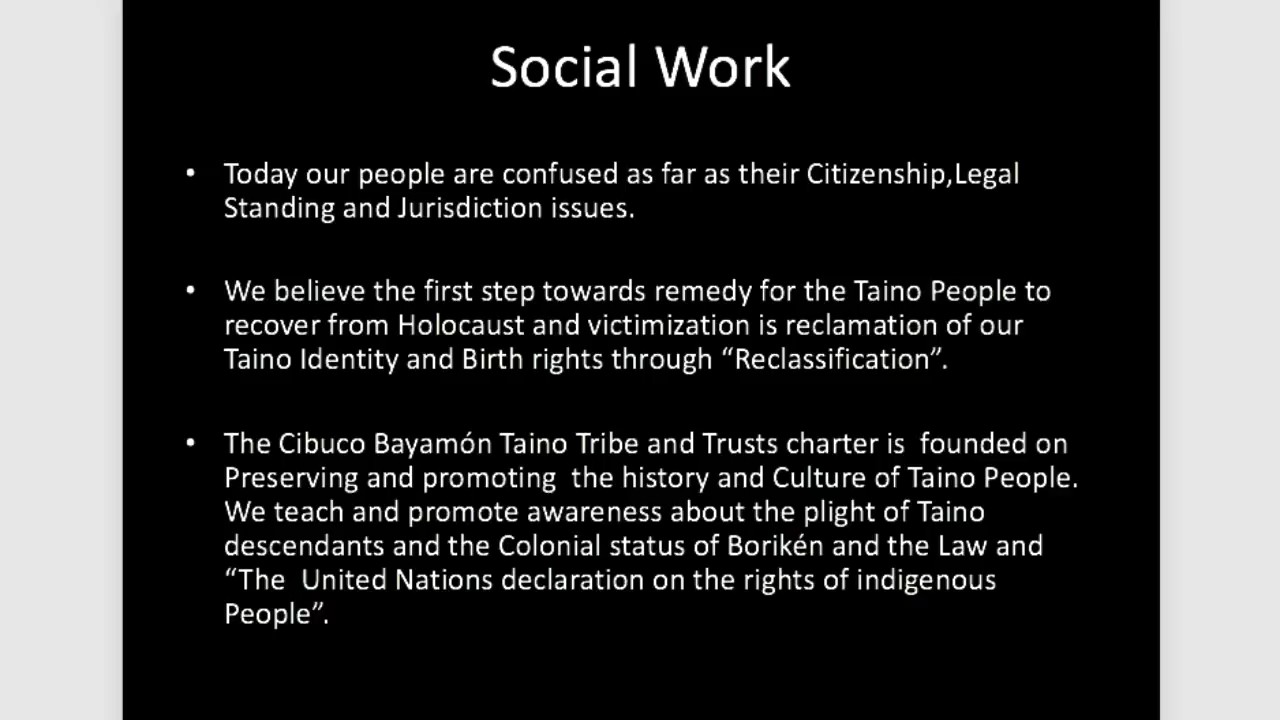 Social Work
• Today our people are confused as far as their Citizenship,Legal
Standing and Jurisdiction issues.
• We believe the first step towards remedy for the Taino People to
recover from Holocaust and victimization is reclamation of our
Taino Identity and Birth rights through “Reclassification”.
• The Cibuco Bayamón Taino Tribe and Trusts charter is  founded on
Preserving and promoting  the history and Culture of Taino People.
We teach and promote awareness about the plight of Taino
descendants and the Colonial status of Borikén and the Law and
“The  United Nations declaration on the rights of indigenous
People”.